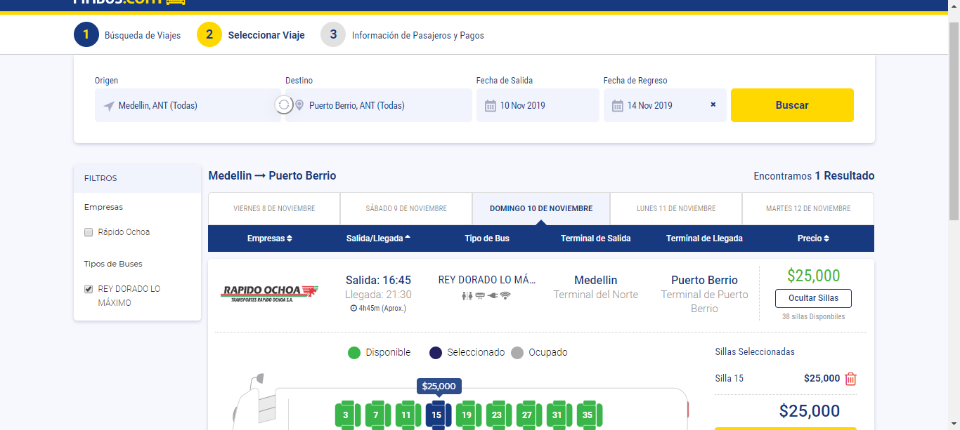 PINBUS.COM
1 Búsqueda de Viajes 2 Seleccionar Viaje 3 Información de Pasajeros y Pagos
Origen Destino Fecha de Salida Fecha de Regreso
Medellin, ANT (Todas) Puerto Berrio, ANT (Todas) 10 Nov 2019 14 Nov 2019 × Buscar
FILTROS
Empresas
Rápido Ochoa
Tipos de Buses
REY DORADO LO
MÁXIMO
Medellin → Puerto Berrio Encontramos 1 Resultado
VIERNES 8 DE NOVIEMBRE SÁBADO 9 DE NOVIEMBRE DOMINGO 10 DE NOVIEMBRE LUNES 11 DE NOVIEMBRE MARTES 12 DE NOVIEMBRE
Empresas Salida/Llegada Tipo de Bus Terminal de Salida Terminal de Llegada Precio
RAPIDO OCHOA
TRANSPORTES RAPIDO OCHOA S.A.
Salida: 16:45
Llegada: 21:30
4h45m (Aprox.)
REY DORADO LO MÁ...
Medellin
Terminal del Norte
Puerto Berrio
Terminal de Puerto
Berrio
$25,000
Ocultar Sillas
38 sillas Disponibles
Disponible Seleccionado Ocupado
$25,000
3 7 11 15 19 23 27 31 35
Sillas Seleccionadas
Silla 15 $25,000
$25,000